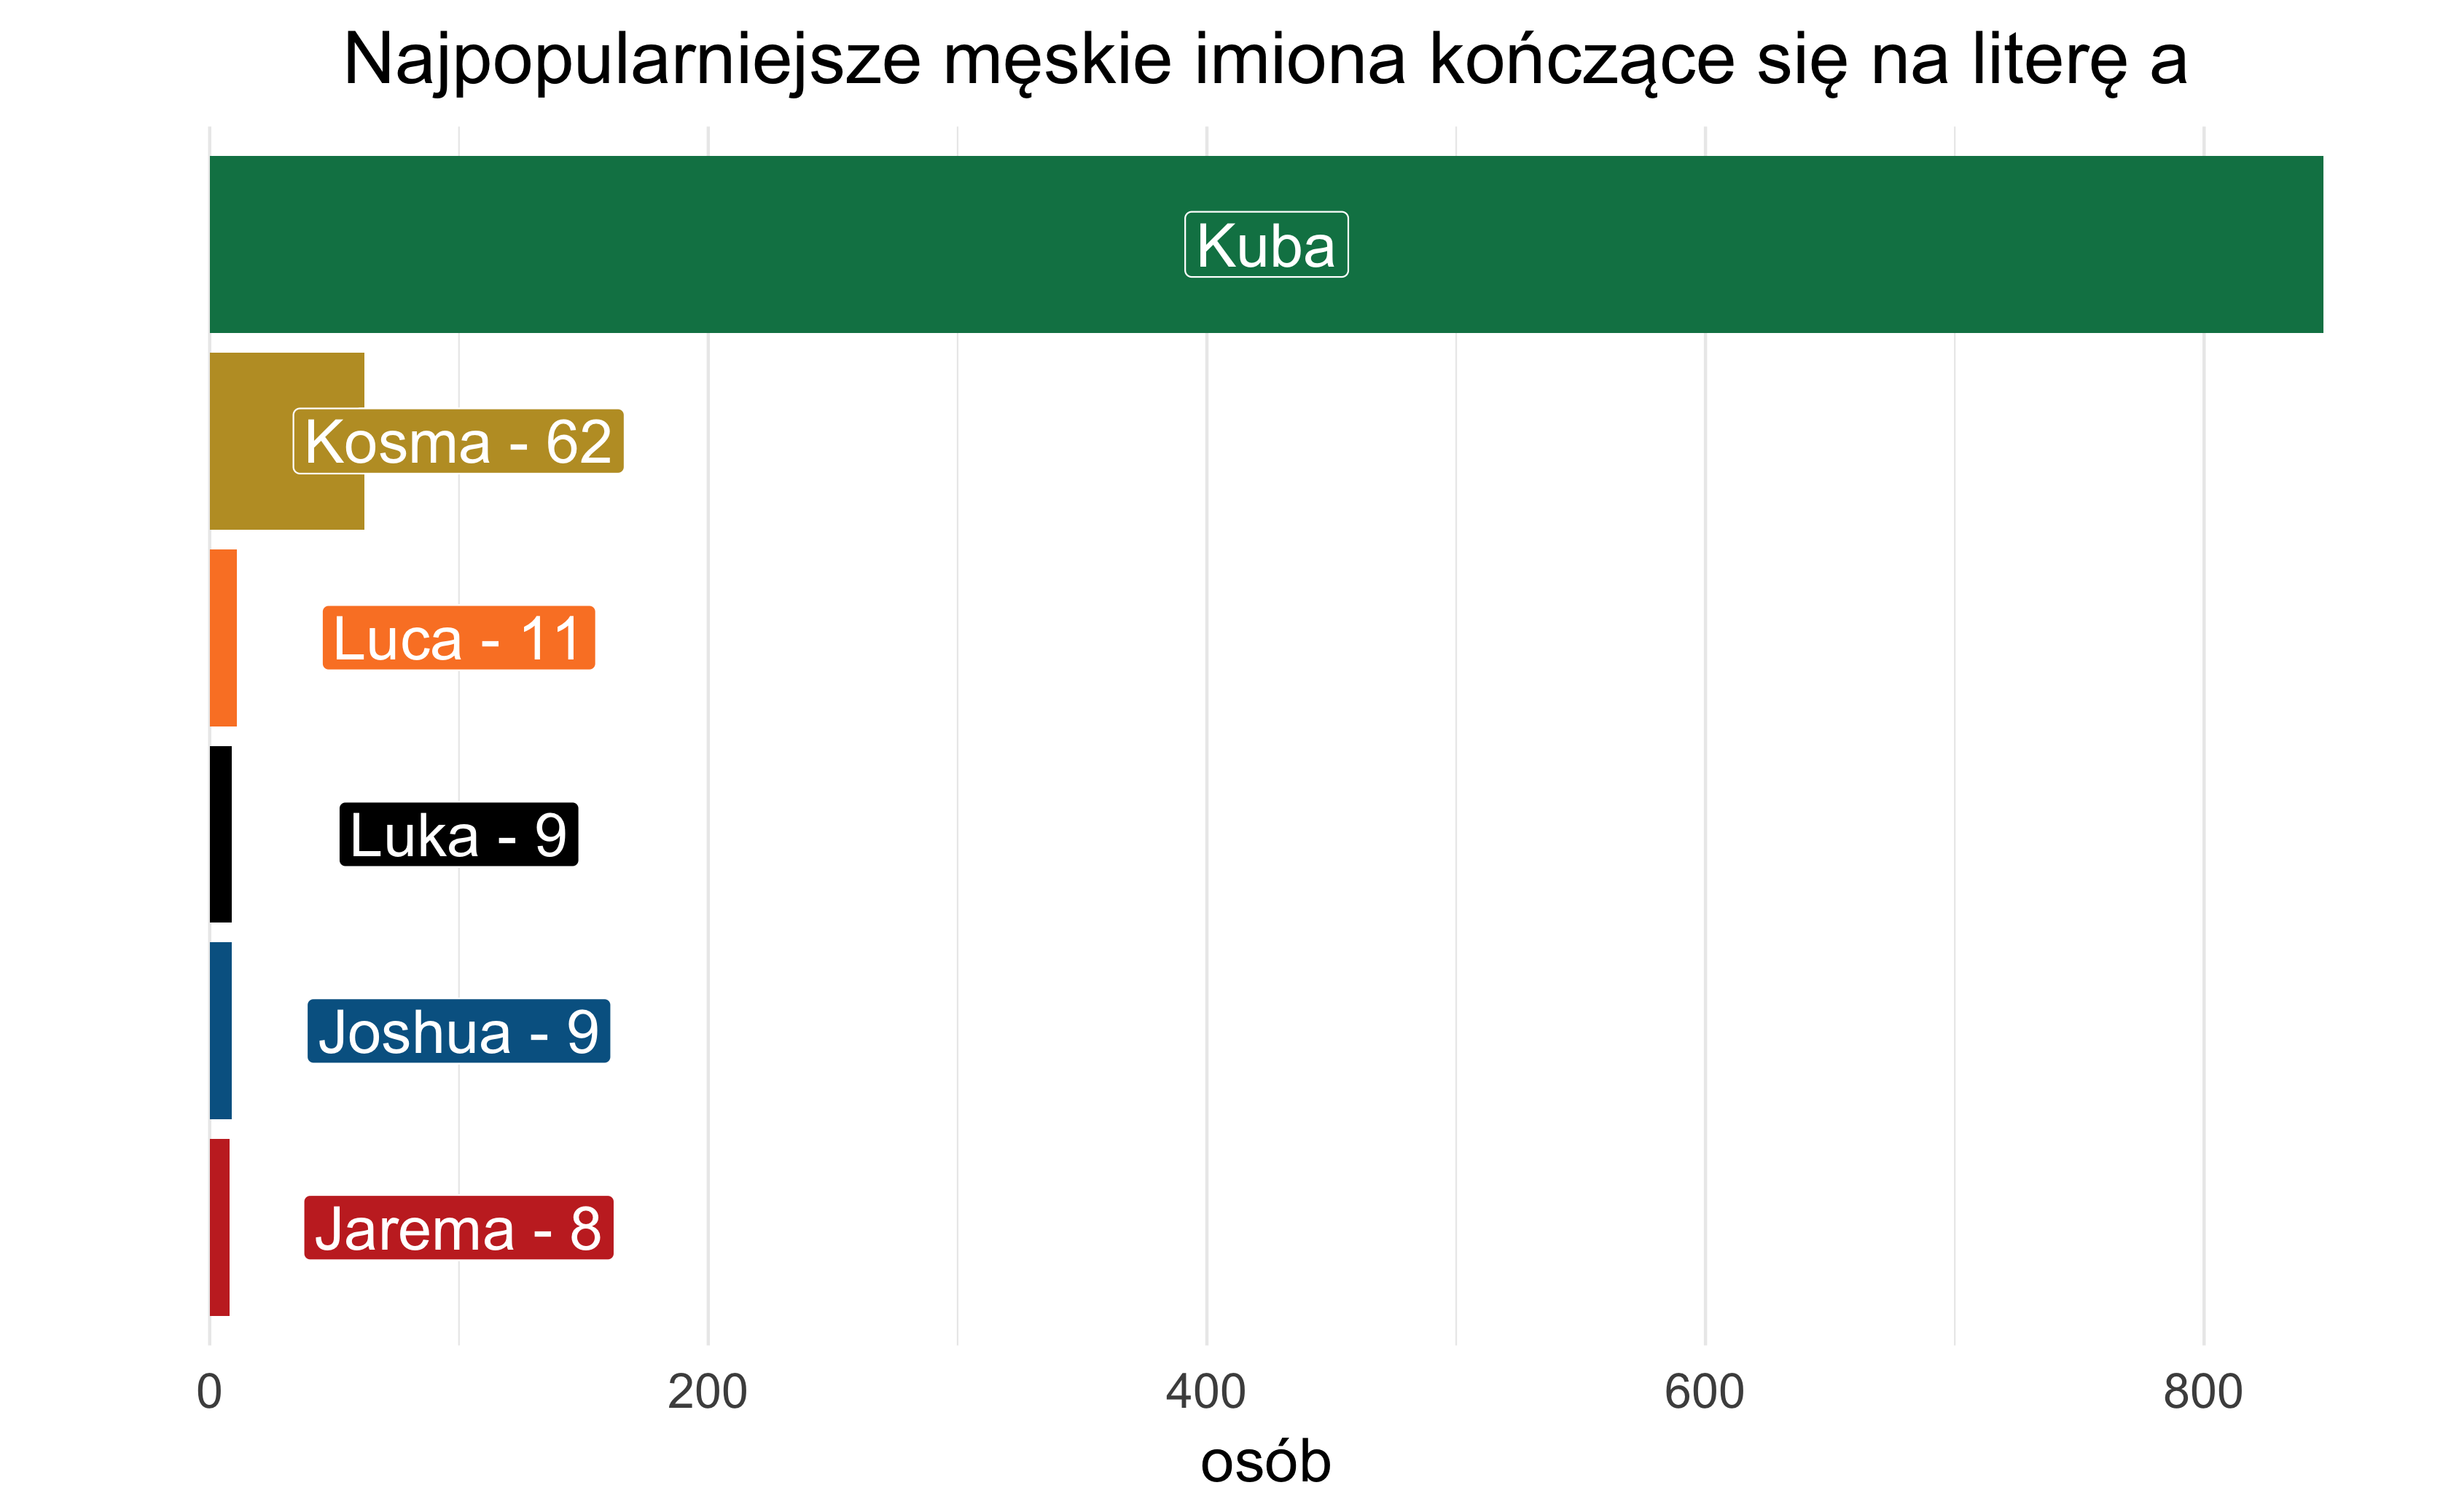 Najpopularniejsze męskie imiona kończące się na literę a
Kuba
Kosma - 62
Luca - 11
Luka - 9
Joshua - 9
Jarema - 8
0 200 400 600 800
osób